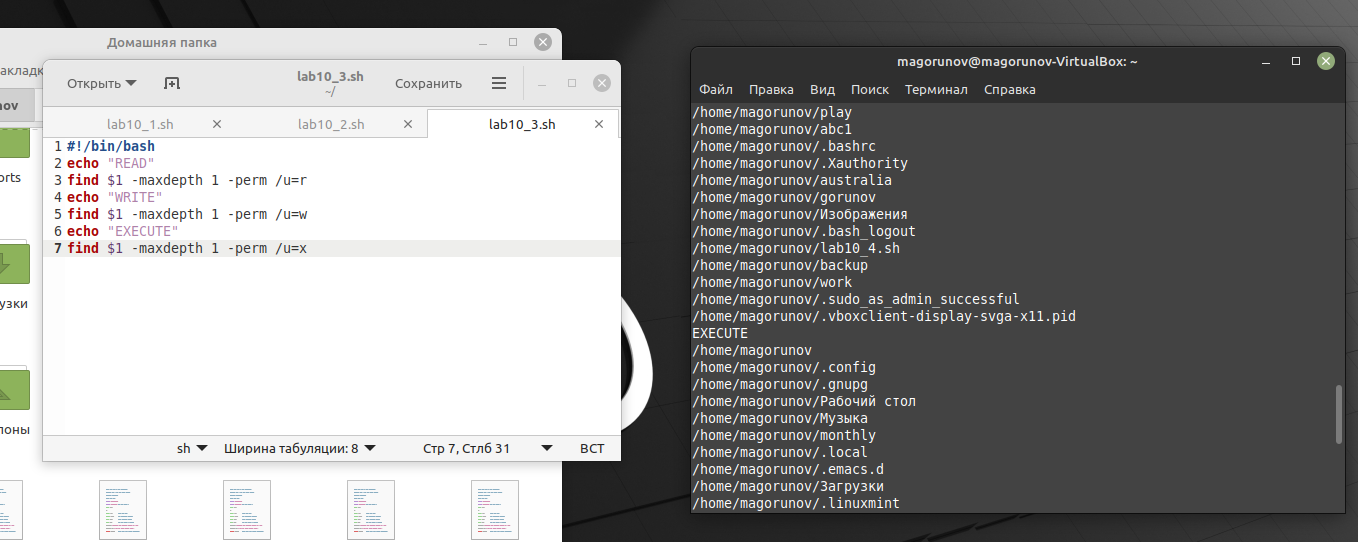 Домашняя папка
акладк
nov
orts
узки
лоны
Открыть
lab10_3.sh
~/
Сохранить
lab10_1.sh
lab10_2.sh
lab10_3.sh
1 #!/bin/bash
2 echo "READ"
3 find $1 -maxdepth 1 -perm /u=r
4 echo "WRITE"
5 find $1 -maxdepth 1 -perm /u=w
6 echo "EXECUTE"
7 find $1 -maxdepth 1 -perm /u=x
sh
Ширина табуляции: 8
Стр 7, Стлб 31
ВСТ
magorunov@magorunov-VirtualBox: ~
Файл Правка Вид Поиск Терминал Справка
/home/magorunov/play
/home/magorunov/abc1
/home/magorunov/.bashrc
/home/magorunov/.Xauthority
/home/magorunov/australia
/home/magorunov/gorunov
/home/magorunov/Изображения
/home/magorunov/.bash_logout
/home/magorunov/lab10_4.sh
/home/magorunov/backup
/home/magorunov/work
/home/magorunov/.sudo_as_admin_successful
/home/magorunov/.vboxclient-display-svga-x11.pid
EXECUTE
/home/magorunov
/home/magorunov/.config
/home/magorunov/.gnupg
/home/magorunov/Рабочий стол
/home/magorunov/Музыка
/home/magorunov/monthly
/home/magorunov/.local
/home/magorunov/.emacs.d
/home/magorunov/Загрузки
/home/magorunov/.linuxmint